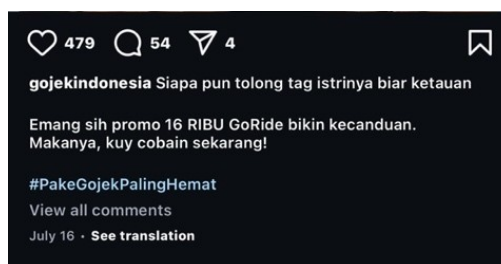 479 54 4
gojekindonesia Siapa pun tolong tag istrinya biar ketauan
Emang sih promo 16 RIBU GoRide bikin kecanduan.
Makanya, kuy cobain sekarang!
#PakeGojekPalingHemat
View all comments
July 16 · See translation